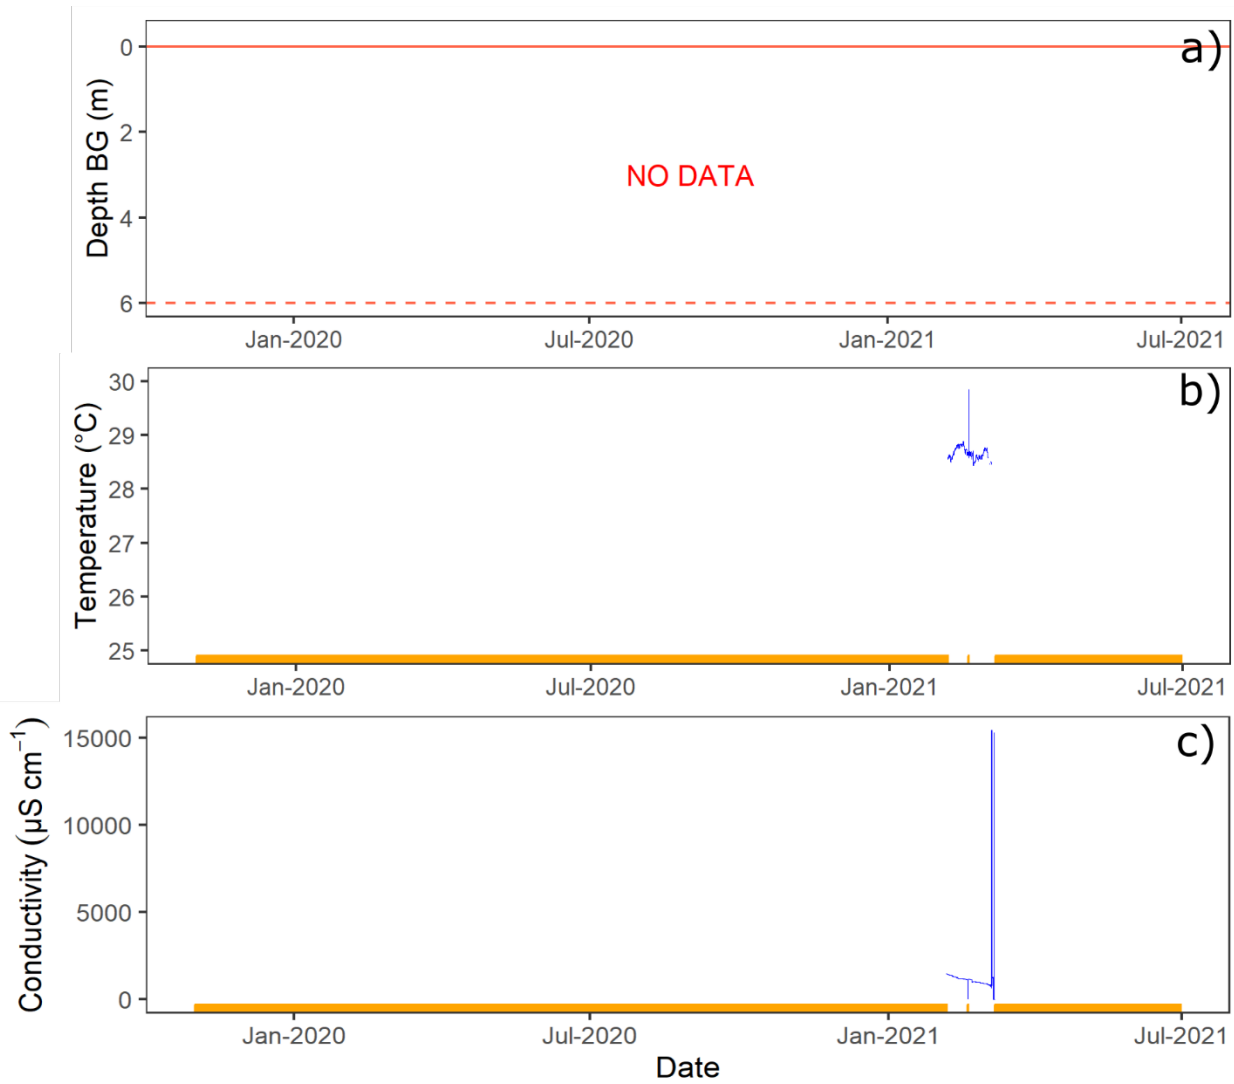 a)
Depth BG (m)
0
2
4
6
NO DATA
Jan-2020 Jul-2020 Jan-2021 Jul-2021
b)
Temperature (°C)
30
29
28
27
26
25
Jan-2020 Jul-2020 Jan-2021 Jul-2021
c)
Conductivity (µS cm⁻¹)
15000
10000
5000
0
Jan-2020 Jul-2020 Jan-2021 Jul-2021
Date